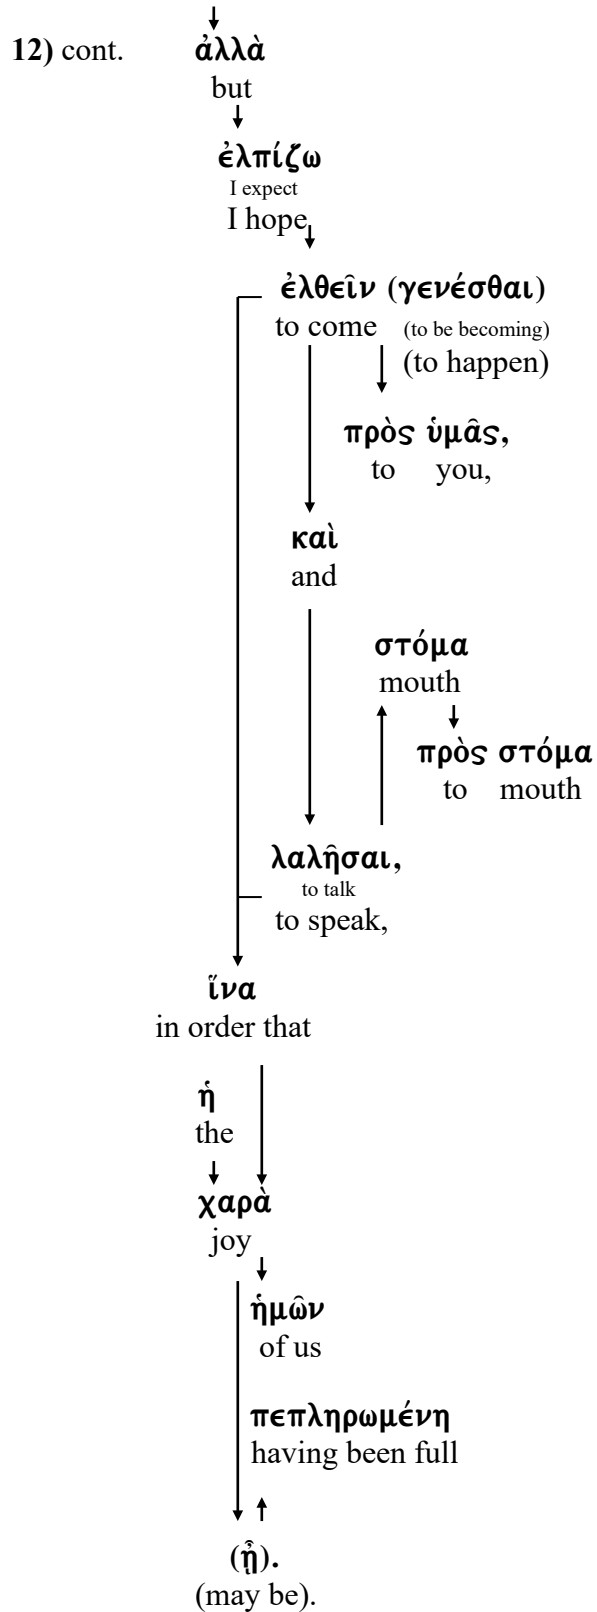 12) cont. ἀλλὰ
but
ἐλπίζω
I expect
I hope
ἐλθεῖν (γενέσθαι)
to come (to be becoming)
(to happen)
πρὸς ὑμᾶς,
to you,
καὶ
and
στόμα
mouth
πρὸς στόμα
to mouth
λαλῆσαι,
to talk
to speak,
ἵνα
in order that
ἡ
the
χαρὰ
joy
ἡμῶν
of us
πεπληρωμένη
having been full
(ᾖ).
(may be).